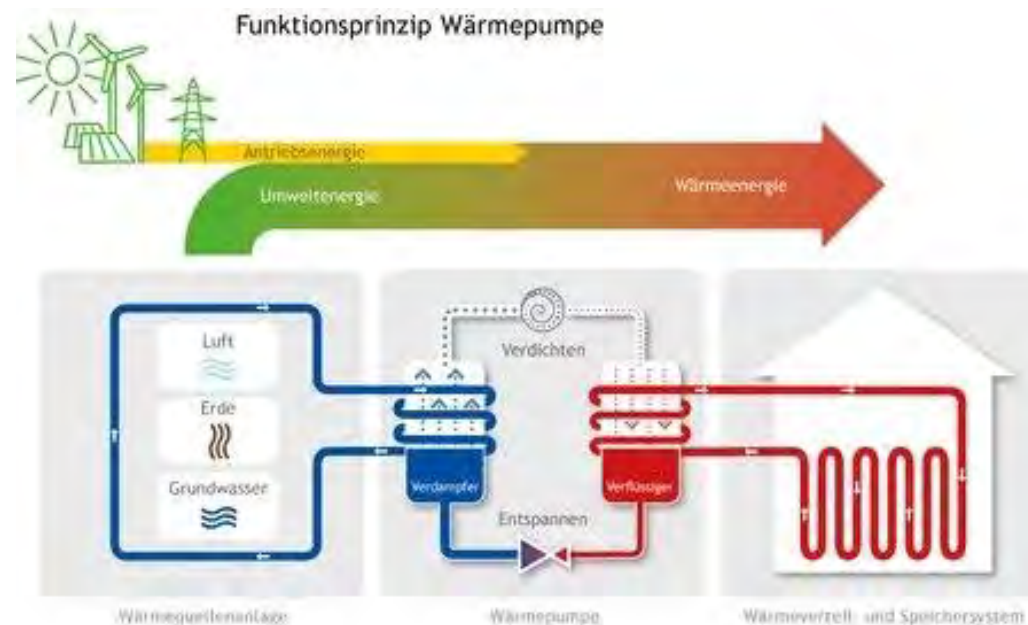 Funktionsprinzip Wärmepumpe
Antriebsenergie
Umweltenergie
Wärmeenergie
Luft
Erde
Grundwasser
Verdichten
Verdampfer
Verflüssiger
Entspannen
Wärmequellenanlage
Wärmepumpe
Wärmeverteil- und Speichersystem